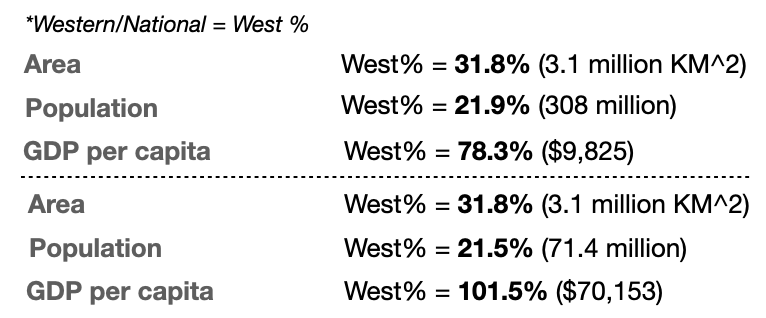 *Western/National = West %
Area West% = 31.8% (3.1 million KM^2)
Population West% = 21.9% (308 million)
GDP per capita West% = 78.3% ($9,825)
Area West% = 31.8% (3.1 million KM^2)
Population West% = 21.5% (71.4 million)
GDP per capita West% = 101.5% ($70,153)